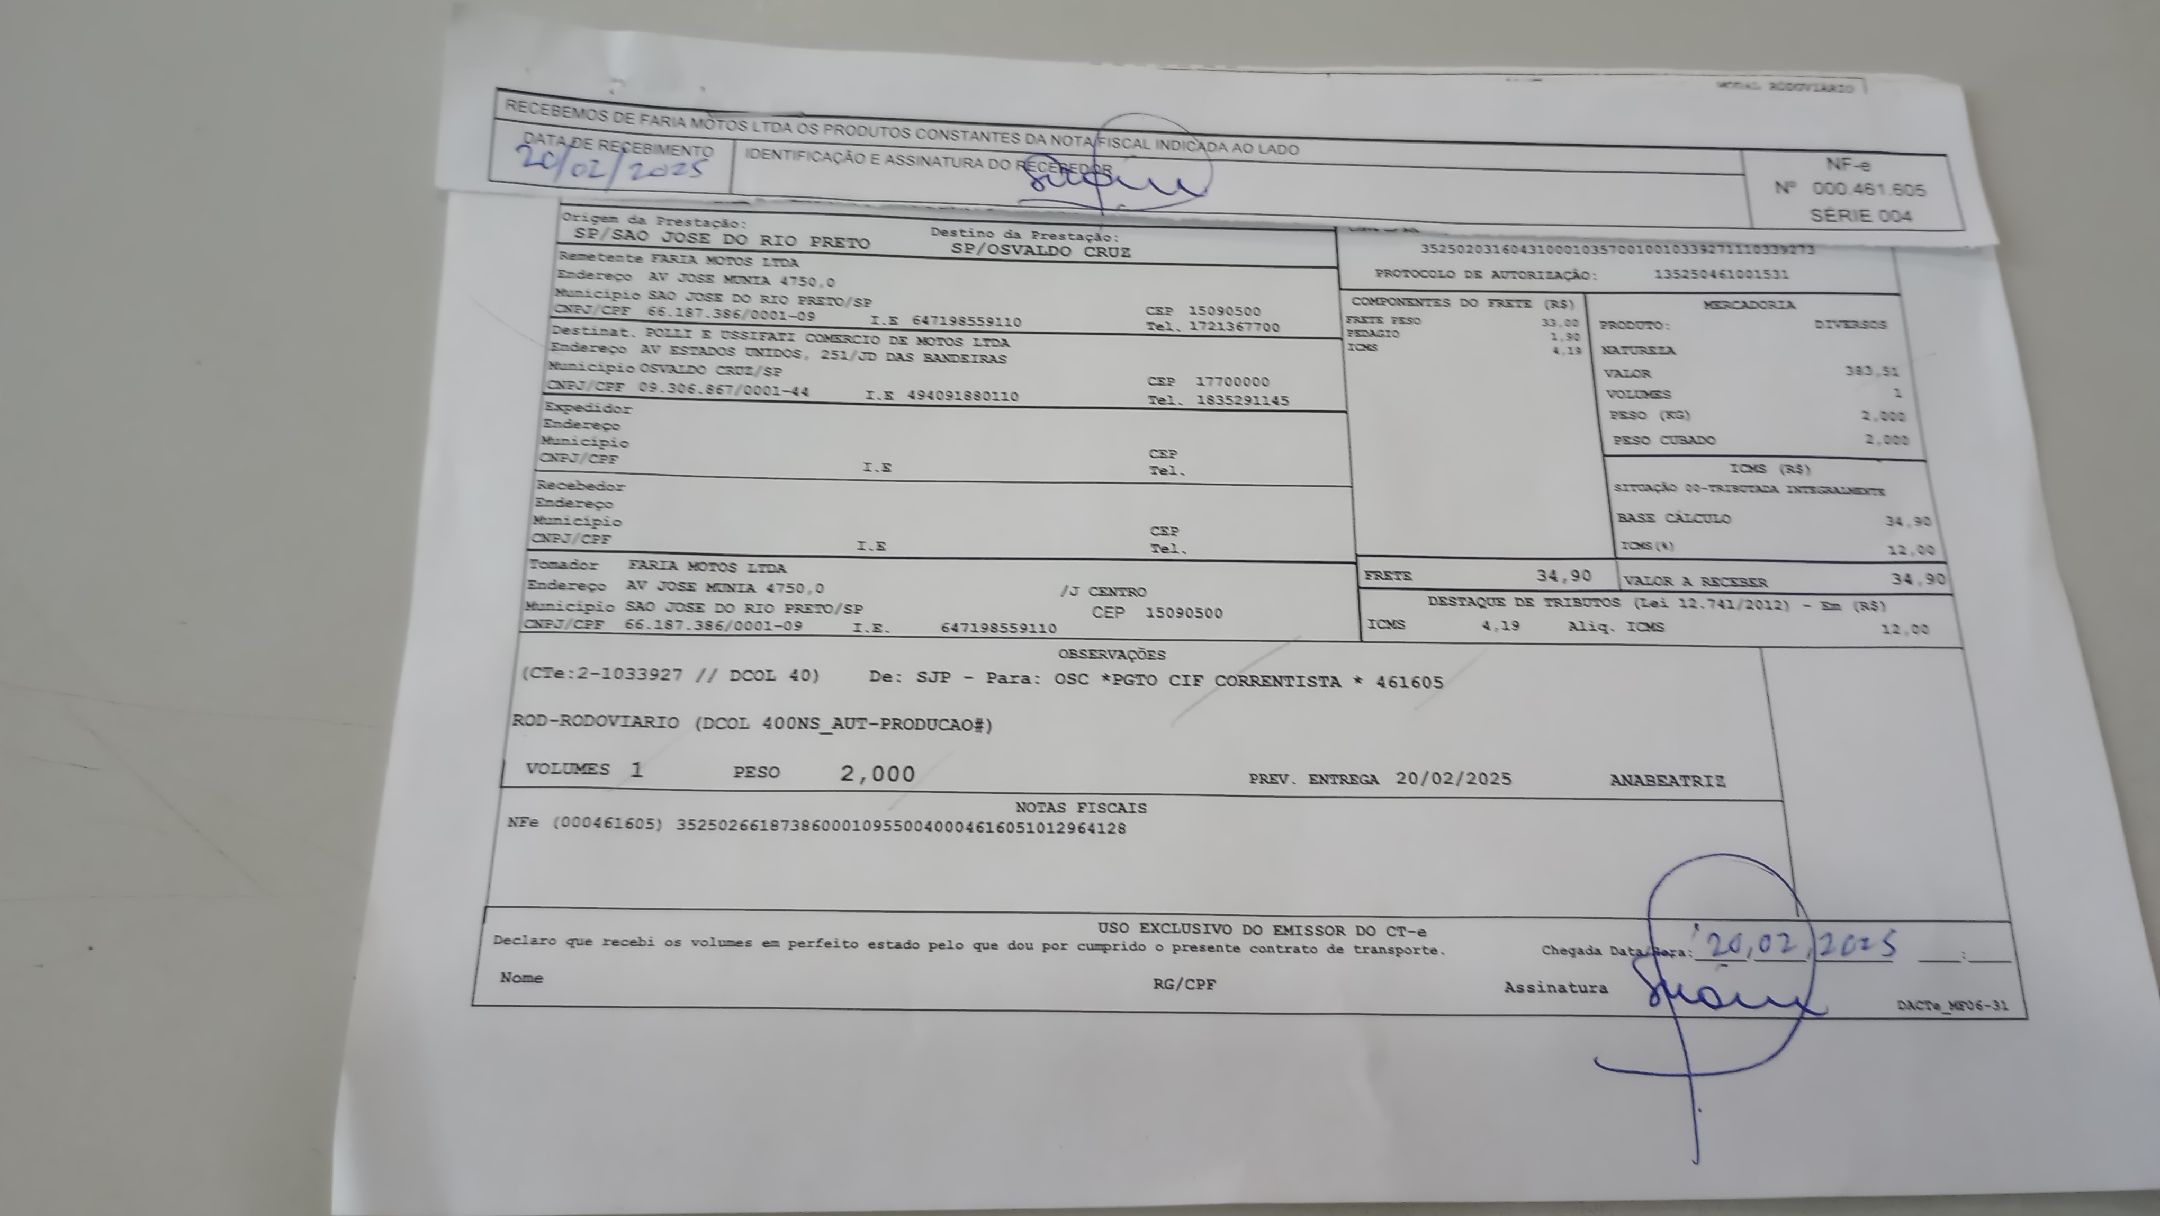 MODAL RODOVIARIO
RECEBEMOS DE FARIA MOTOS LTDA OS PRODUTOS CONSTANTES DA NOTA FISCAL INDICADA AO LADO
DATA DE RECEBIMENTO
20/02/2025
IDENTIFICAÇÃO E ASSINATURA DO RECEBEDOR
NF-e
Nº 000.461.605
SÉRIE 004
Origem da Prestação:
SP/SAO JOSE DO RIO PRETO
Destino da Prestação:
SP/OSVALDO CRUZ
35250203160431000103570010010339271110339273
PROTOCOLO DE AUTORIZAÇÃO: 135250461001531
Remetente FARIA MOTOS LTDA
Endereço AV JOSE MUNIA 4750,0
Município SAO JOSE DO RIO PRETO/SP CEP 15090500
CNPJ/CPF 66.187.386/0001-09 I.E 647198559110 Tel. 1721367700
Destinat. POLLI E USSIFATI COMERCIO DE MOTOS LTDA
Endereço AV ESTADOS UNIDOS, 251/JD DAS BANDEIRAS
Município OSVALDO CRUZ/SP CEP 17700000
CNPJ/CPF 09.306.867/0001-44 I.E 494091880110 Tel. 1835291145
Expedidor
Endereço
Município CEP
CNPJ/CPF I.E Tel.
Recebedor
Endereço
Município CEP
CNPJ/CPF I.E Tel.
Tomador FARIA MOTOS LTDA
Endereço AV JOSE MUNIA 4750,0 /J CENTRO
Município SAO JOSE DO RIO PRETO/SP CEP 15090500
CNPJ/CPF 66.187.386/0001-09 I.E. 647198559110
COMPONENTES DO FRETE (R$)
FRETE PESO 33,00
PEDAGIO 1,90
ICMS 4,19
MERCADORIA
PRODUTO: DIVERSOS
NATUREZA
VALOR 383,51
VOLUMES 1
PESO (KG) 2,000
PESO CUBADO 2,000
ICMS (R$)
SITUAÇÃO 00-TRIBUTADA INTEGRALMENTE
BASE CÁLCULO 34,90
ICMS(%) 12,00
FRETE 34,90 VALOR A RECEBER 34,90
DESTAQUE DE TRIBUTOS (Lei 12.741/2012) - Em (R$)
ICMS 4,19 Aliq. ICMS 12,00
OBSERVAÇÕES
(CTe:2-1033927 // DCOL 40) De: SJP - Para: OSC *PGTO CIF CORRENTISTA * 461605
ROD-RODOVIARIO (DCOL 400NS_AUT-PRODUCAO#)
VOLUMES 1 PESO 2,000 PREV. ENTREGA 20/02/2025 ANABEATRIZ
NOTAS FISCAIS
NFe (000461605) 35250266187386000109550040004616051012964128
USO EXCLUSIVO DO EMISSOR DO CT-e
Declaro que recebi os volumes em perfeito estado pelo que dou por cumprido o presente contrato de transporte. Chegada Data/Hora: 20/02/2025 __:__
Nome RG/CPF Assinatura
DACTe_MF06-31